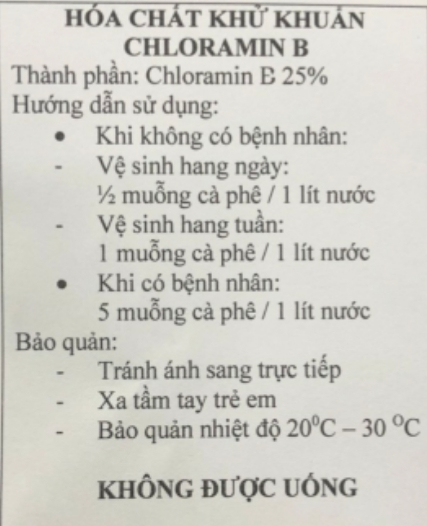 HÓA CHẤT KHỬ KHUẨN
CHLORAMIN B
Thành phần: Chloramin B 25%
Hướng dẫn sử dụng:
• Khi không có bệnh nhân:
- Vệ sinh hang ngày:
½ muỗng cà phê / 1 lít nước
- Vệ sinh hang tuần:
1 muỗng cà phê / 1 lít nước
• Khi có bệnh nhân:
5 muỗng cà phê / 1 lít nước
Bảo quản:
- Tránh ánh sang trực tiếp
- Xa tầm tay trẻ em
- Bảo quản nhiệt độ 20⁰C – 30 ᴼC
KHÔNG ĐƯỢC UỐNG